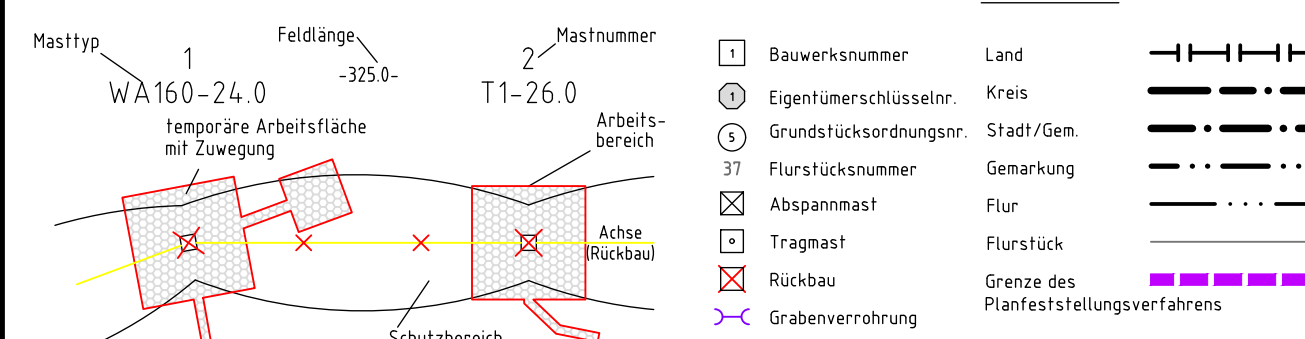 Masttyp
1
WA160-24.0
Feldlänge
-325.0-
2
Mastnummer
T1-26.0
temporäre Arbeitsfläche
mit Zuwegung
Arbeits-
bereich
Achse
(Rückbau)
Schutzbereich
1 Bauwerksnummer
1 Eigentümerschlüsselnr.
5 Grundstücksordnungsnr.
37 Flurstücksnummer
Abspannmast
Tragmast
Rückbau
Grabenverrohrung
Land
Kreis
Stadt/Gem.
Gemarkung
Flur
Flurstück
Grenze des
Planfeststellungsverfahrens